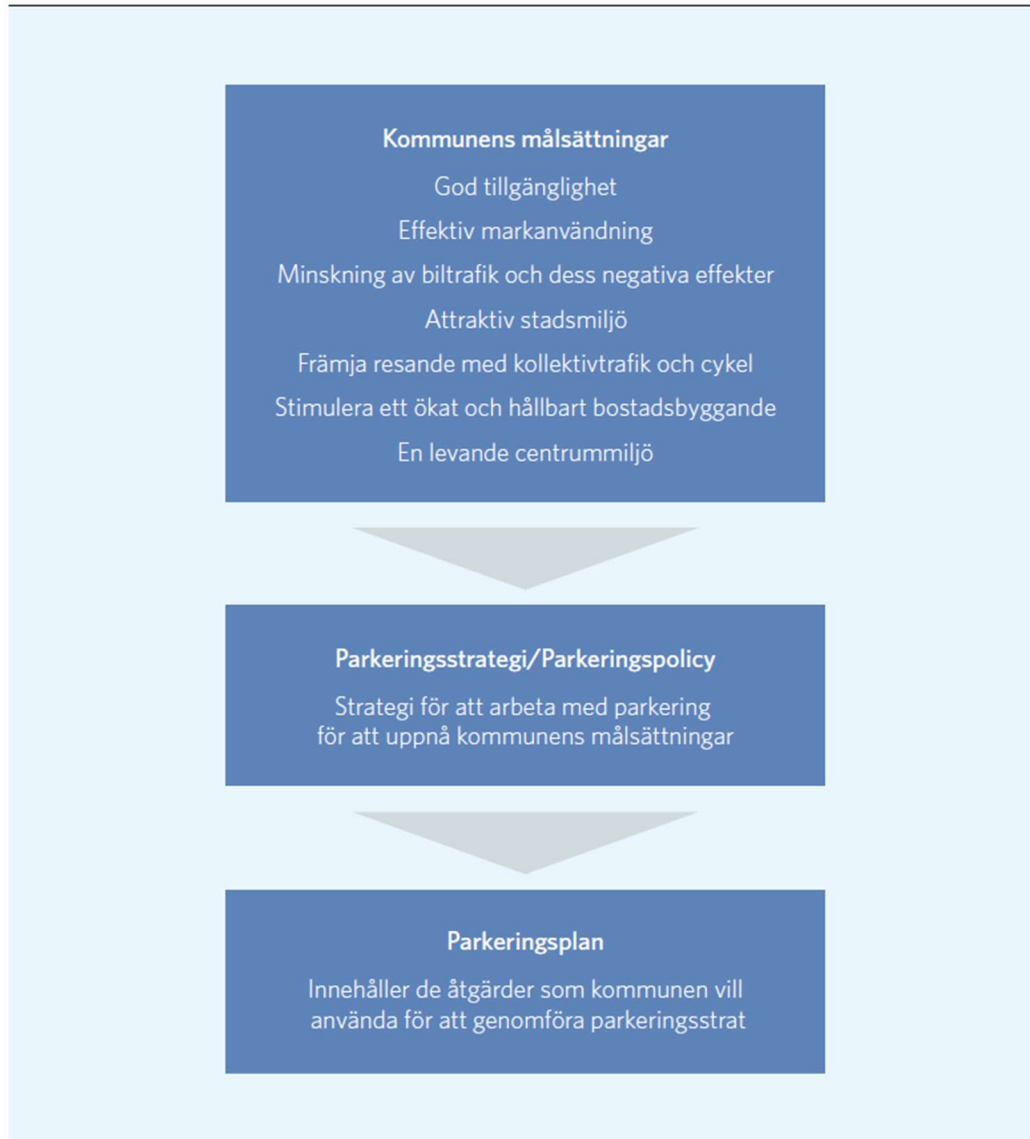 Kommunens målsättningar
God tillgänglighet
Effektiv markanvändning
Minskning av biltrafik och dess negativa effekter
Attraktiv stadsmiljö
Främja resande med kollektivtrafik och cykel
Stimulera ett ökat och hållbart bostadsbyggande
En levande centrummiljö
Parkeringsstrategi/Parkeringspolicy
Strategi för att arbeta med parkering
för att uppnå kommunens målsättningar
Parkeringsplan
Innehåller de åtgärder som kommunen vill
använda för att genomföra parkeringsstrat